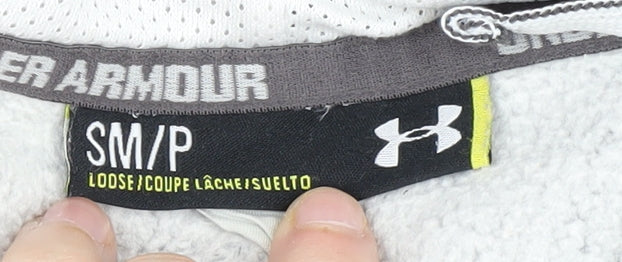 ER ARMOUR
SM/P
LOOSE/COUPE LÂCHE/SUELTO